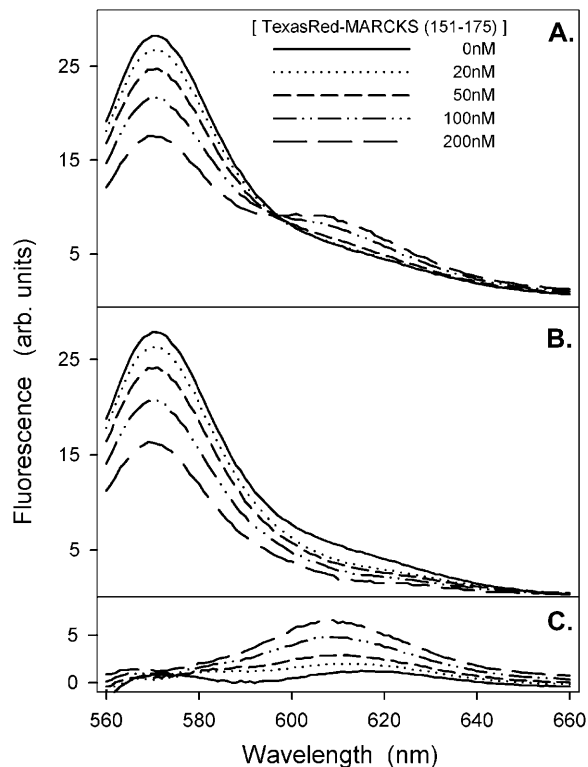 [ TexasRed-MARCKS (151-175) ]
A.
0nM
20nM
50nM
100nM
200nM
25
15
5
B.
25
15
5
C.
5
0
Fluorescence (arb. units)
560 580 600 620 640 660
Wavelength (nm)